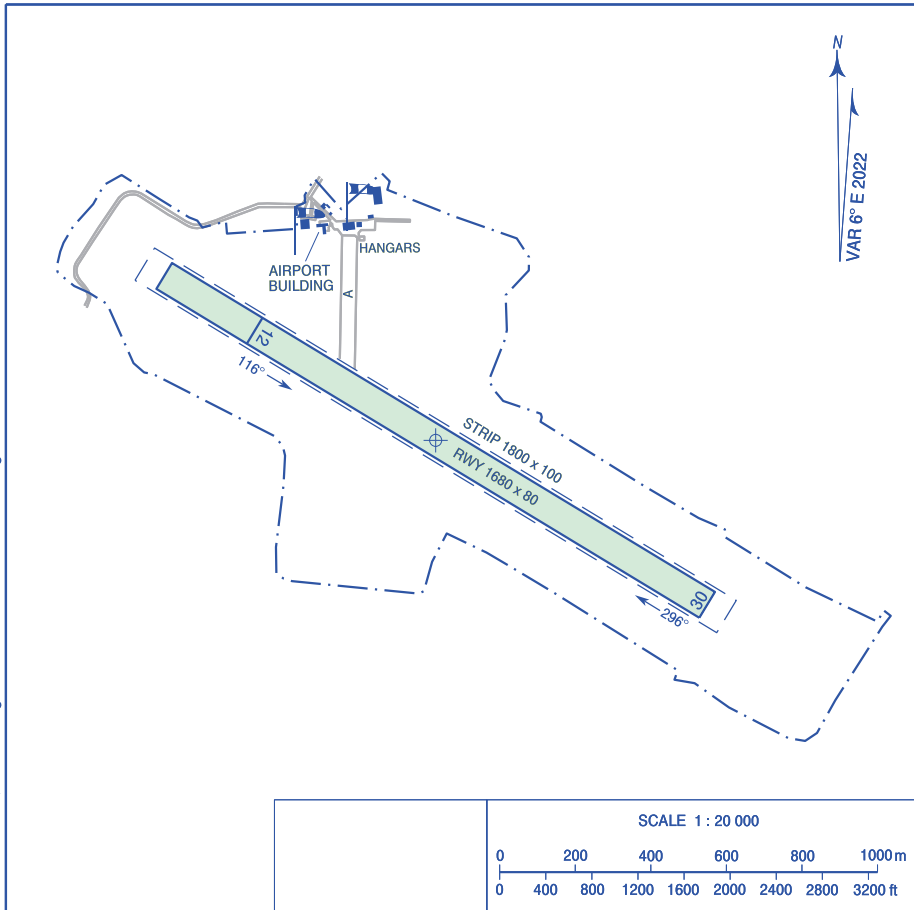 N
VAR 6° E 2022
HANGARS
AIRPORT
BUILDING
A
12
116°
STRIP 1800 x 100
RWY 1680 x 80
30
296°
SCALE 1 : 20 000
0 200 400 600 800 1000 m
0 400 800 1200 1600 2000 2400 2800 3200 ft